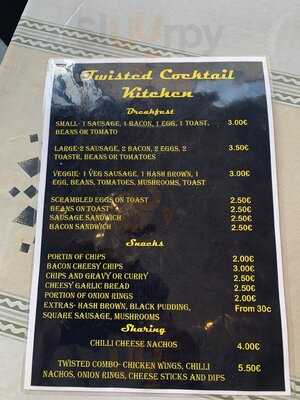 Twisted Cocktail
Kitchen
Breakfast
Small- 1 sausage, 1 bacon, 1 egg, 1 toast, 3.00€
beans or tomato
Large-2 sausage, 2 bacon, 2 eggs, 2 3.50€
toaste, beans or tomatoes
Veggie- 1 veg sausage, 1 hash brown, 1 3.00€
egg, beans, tomatoes, mushrooms, toast
Scrambled eggs on toast 2.50€
Beans on toast 2.50€
Sausage sandwich 2.50€
Bacon sandwich 2.50€
Snacks
Portin of chips 2.00€
Bacon cheesy chips 3.00€
Chips and gravy or curry 2.50€
Cheesy garlic bread 2.50€
Portion of onion rings 2.00€
Extras- hash brown, black pudding, From 30c
square sausage, mushrooms
Sharing
Chilli cheese nachos 4.00€
Twisted combo- chicken wings, chilli 5.50€
nachos, onion rings, cheese sticks and dips